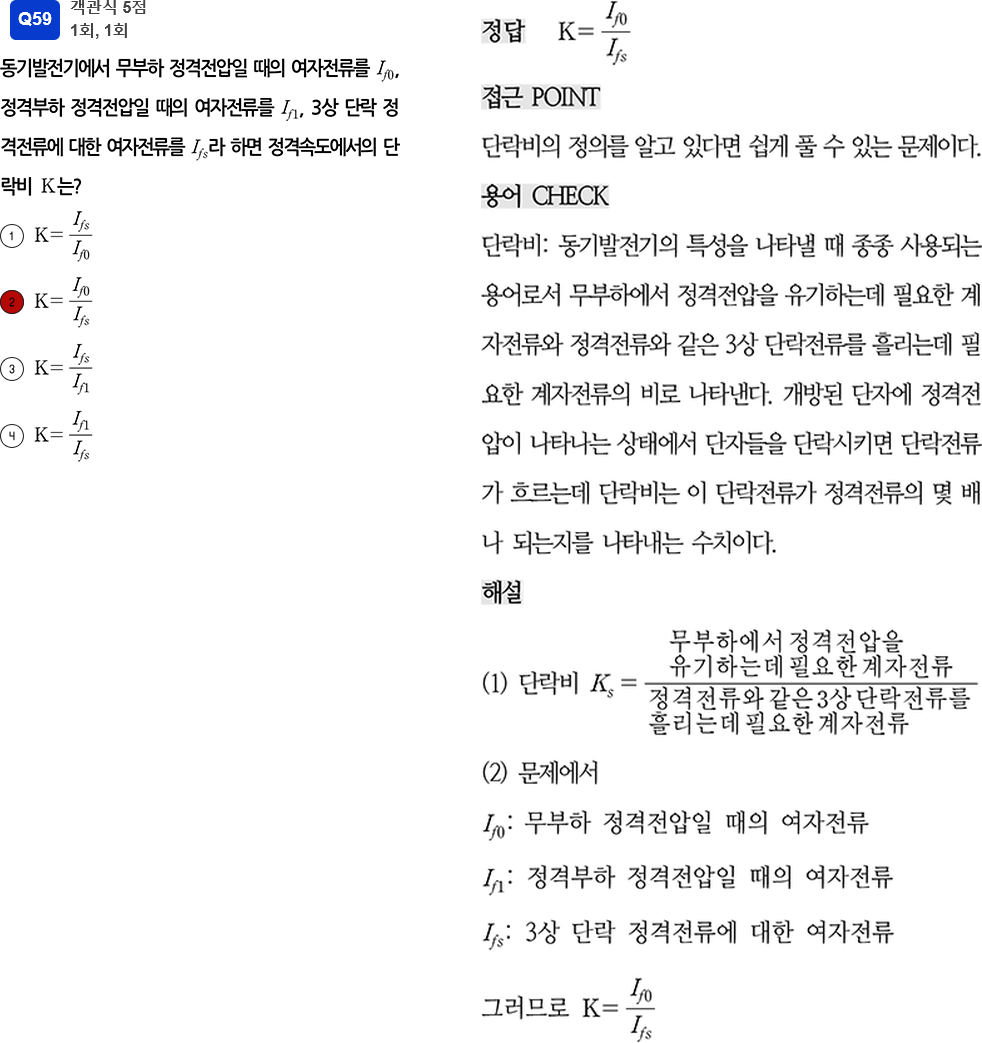 Q59
객관식 5점
1회, 1회
동기발전기에서 무부하 정격전압일 때의 여자전류를 I_{f0},
정격부하 정격전압일 때의 여자전류를 I_{f1}, 3상 단락 정
격전류에 대한 여자전류를 I_{fs}라 하면 정격속도에서의 단
락비 K는?
① K= I_{fs}/I_{f0}
② K= I_{f0}/I_{fs}
③ K= I_{fs}/I_{f1}
④ K= I_{f1}/I_{fs}
정답 K= I_{f0}/I_{fs}
접근 POINT
단락비의 정의를 알고 있다면 쉽게 풀 수 있는 문제이다.
용어 CHECK
단락비: 동기발전기의 특성을 나타낼 때 종종 사용되는
용어로서 무부하에서 정격전압을 유기하는데 필요한 계
자전류와 정격전류와 같은 3상 단락전류를 흘리는데 필
요한 계자전류의 비로 나타낸다. 개방된 단자에 정격전
압이 나타나는 상태에서 단자들을 단락시키면 단락전류
가 흐르는데 단락비는 이 단락전류가 정격전류의 몇 배
나 되는지를 나타내는 수치이다.
해설
무부하에서 정격전압을
유기하는데 필요한 계자전류
(1) 단락비 K_s =
정격전류와 같은 3상 단락전류를
흘리는데 필요한 계자전류
(2) 문제에서
I_{f0}: 무부하 정격전압일 때의 여자전류
I_{f1}: 정격부하 정격전압일 때의 여자전류
I_{fs}: 3상 단락 정격전류에 대한 여자전류
그러므로 K= I_{f0}/I_{fs}